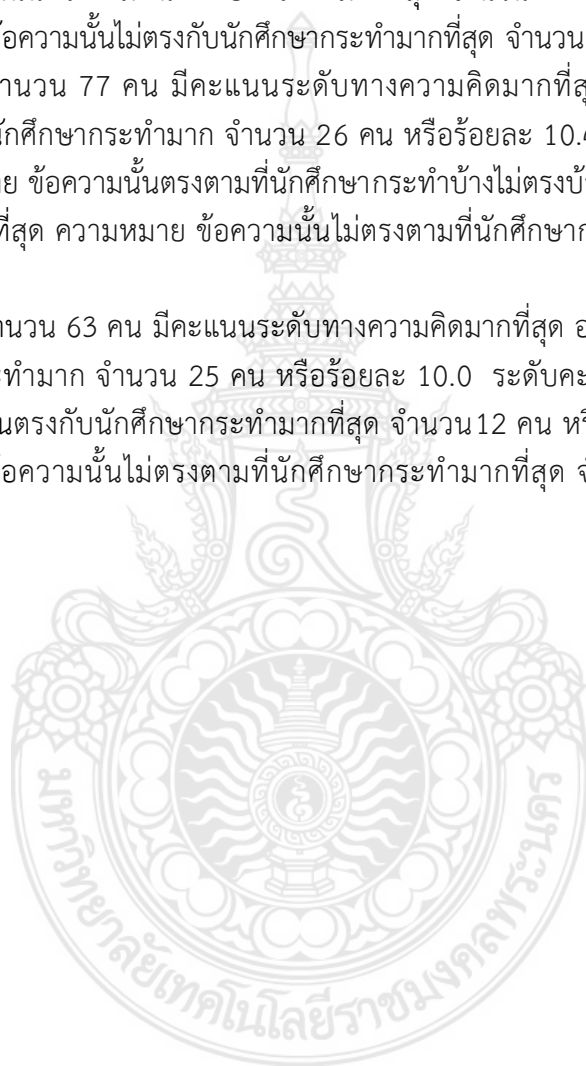 ข้อความนั้นไม่ตรงกับนักศึกษากระทำมากที่สุด จำนวน
จำนวน 77 คน มีคะแนนระดับทางความคิดมากที่สุ
นักศึกษากระทำมาก จำนวน 26 คน หรือร้อยละ 10.4
ข้อความนั้นตรงตามที่นักศึกษากระทำบ้างไม่ตรงบ้
ที่สุด ความหมาย ข้อความนั้นไม่ตรงตามที่นักศึกษาก
จำนวน 63 คน มีคะแนนระดับทางความคิดมากที่สุด
ะทำมาก จำนวน 25 คน หรือร้อยละ 10.0 ระดับคะ
นตรงกับนักศึกษากระทำมากที่สุด จำนวน 12 คน หรื
ข้อความนั้นไม่ตรงตามที่นักศึกษากระทำมากที่สุด จำ
มหาวิทยาลัยเทคโนโลยีราชมงคลพระนคร